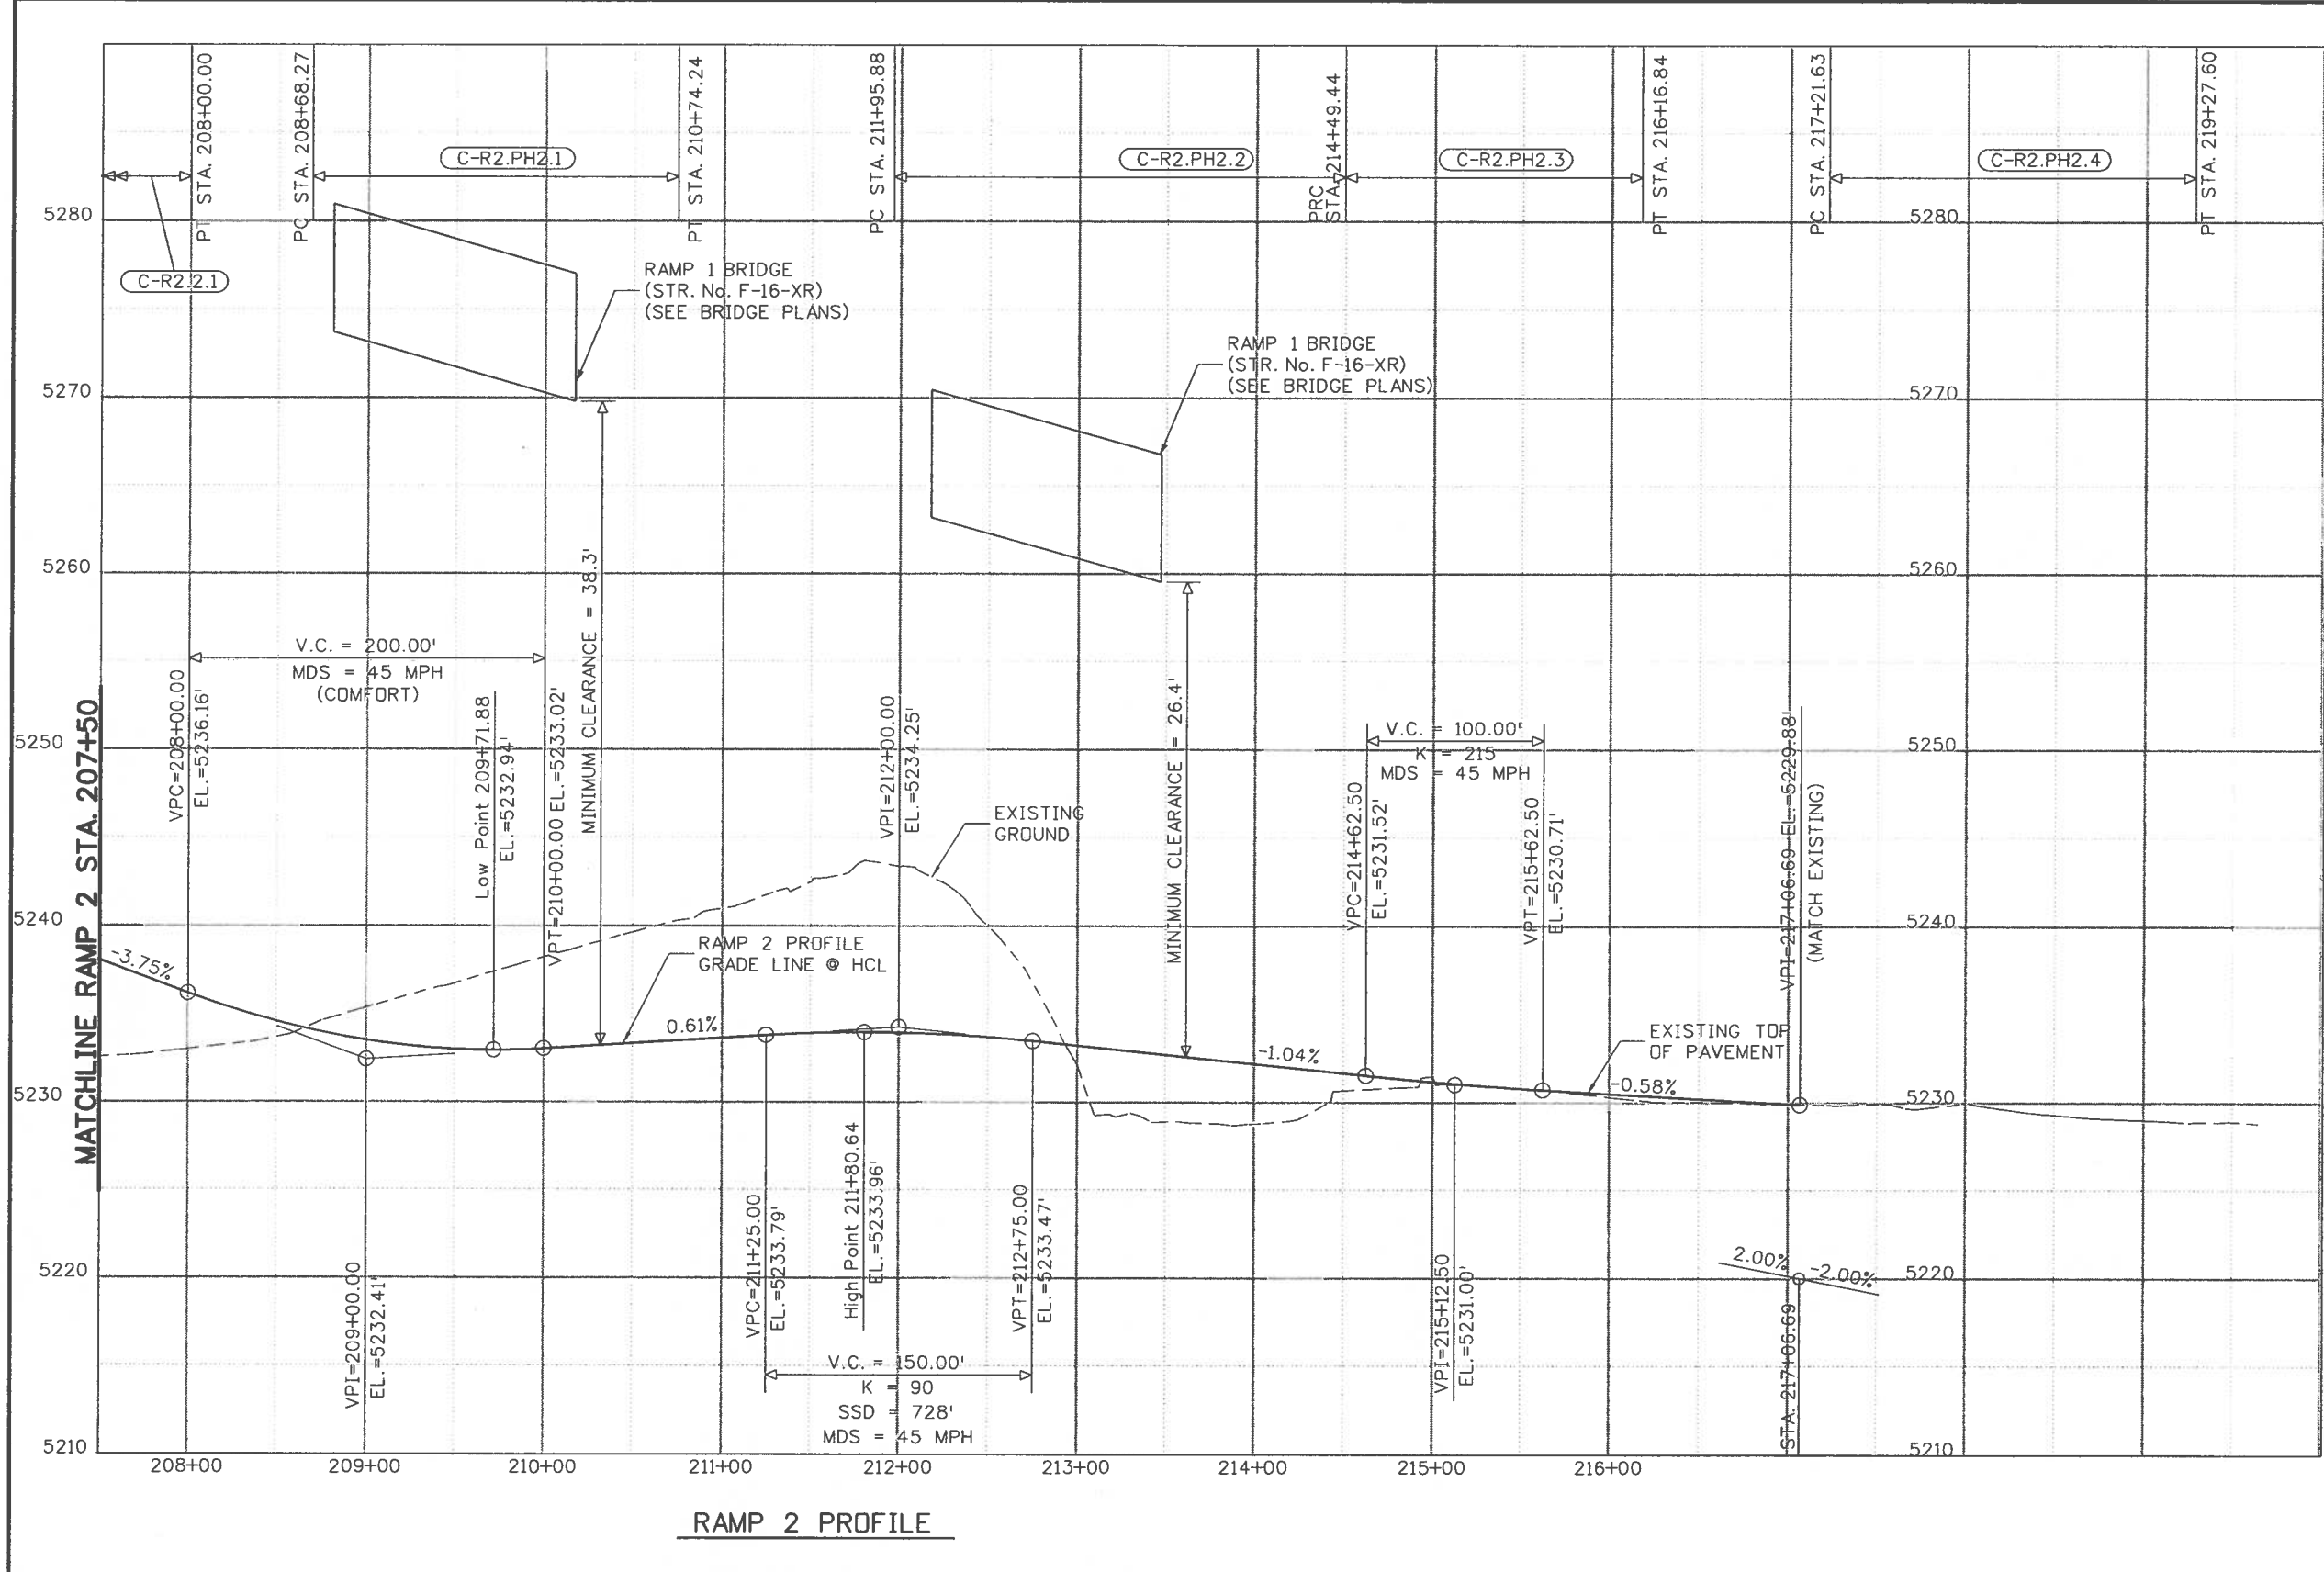 PT STA. 208+00.00
PC STA. 208+68.27
PT STA. 210+74.24
PC STA. 211+95.88
PRC
STA. 214+49.44
PT STA. 216+16.84
PC STA. 217+21.63
PT STA. 219+27.60
C-R2.2.1
C-R2.PH2.1
C-R2.PH2.2
C-R2.PH2.3
C-R2.PH2.4
5280
5270
5260
5250
5240
5230
5220
5210
5280
5270
5260
5250
5240
5230
5220
5210
RAMP 1 BRIDGE
(STR. No. F-16-XR)
(SEE BRIDGE PLANS)
RAMP 1 BRIDGE
(STR. No. F-16-XR)
(SEE BRIDGE PLANS)
MINIMUM CLEARANCE = 38.3'
MINIMUM CLEARANCE = 26.4'
V.C. = 200.00'
MDS = 45 MPH
(COMFORT)
VPC=208+00.00
EL.=5236.16'
Low Point 209+71.88
EL.=5232.94'
VPT=210+00.00 EL.=5233.02'
VPI=212+00.00
EL.=5234.25'
EXISTING
GROUND
V.C. = 100.00'
K = 215
MDS = 45 MPH
VPC=214+62.50
EL.=5231.52'
VPT=215+62.50
EL.=5230.71'
VPI=217+06.69 EL.=5229.88'
(MATCH EXISTING)
MATCHLINE RAMP 2 STA. 207+50
-3.75%
RAMP 2 PROFILE
GRADE LINE @ HCL
0.61%
-1.04%
EXISTING TOP
OF PAVEMENT
-0.58%
VPI=209+00.00
EL.=5232.41'
VPC=211+25.00
EL.=5233.79'
High Point 211+80.64
EL.=5233.96'
VPT=212+75.00
EL.=5233.47'
V.C. = 150.00'
K = 90
SSD = 728'
MDS = 45 MPH
VPI=215+12.50
EL.=5231.00'
2.00%
-2.00%
STA. 217+06.69
208+00
209+00
210+00
211+00
212+00
213+00
214+00
215+00
216+00
RAMP 2 PROFILE